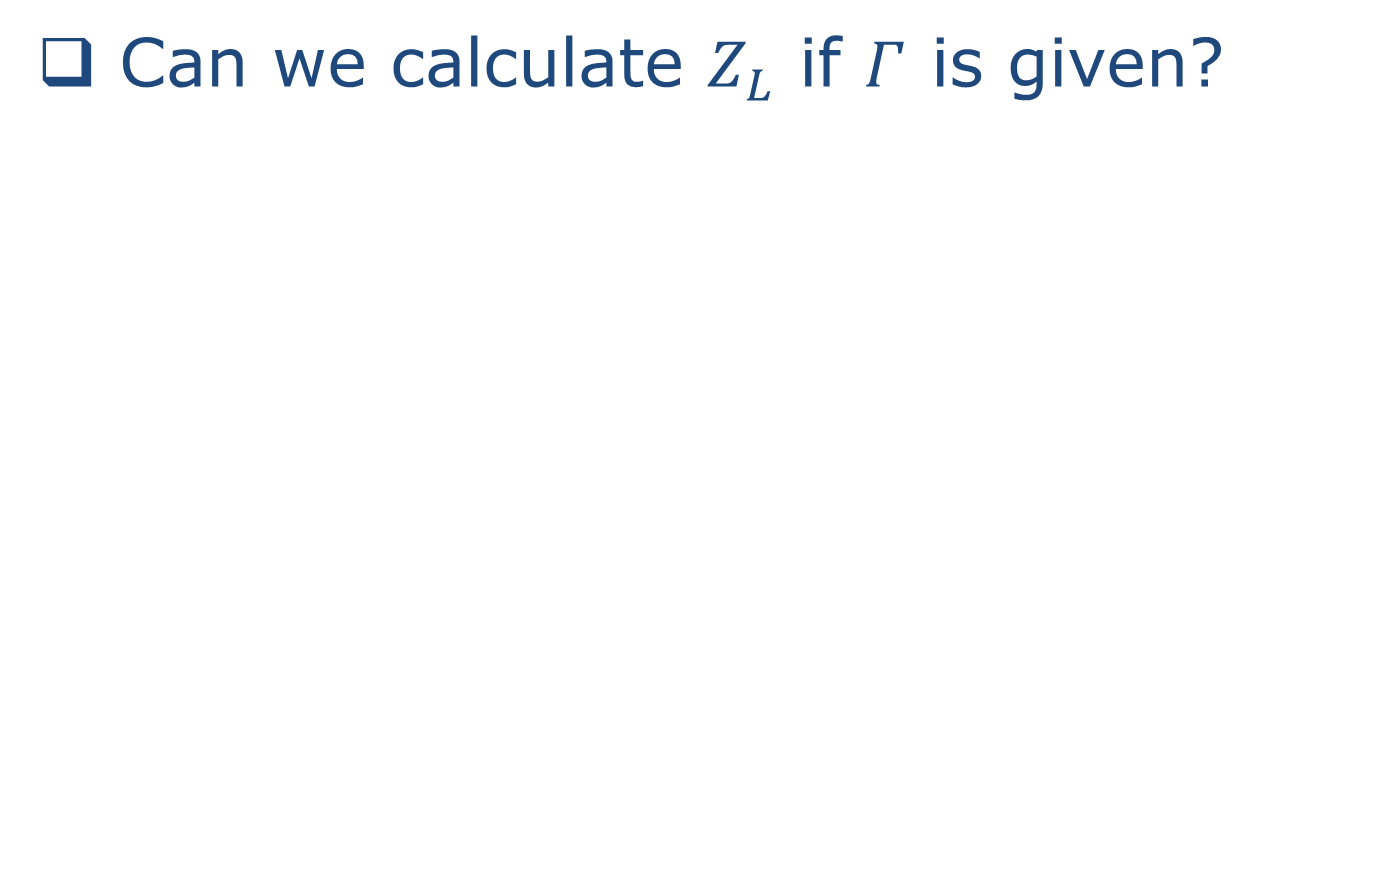 ❑ Can we calculate Z_L if Γ is given?